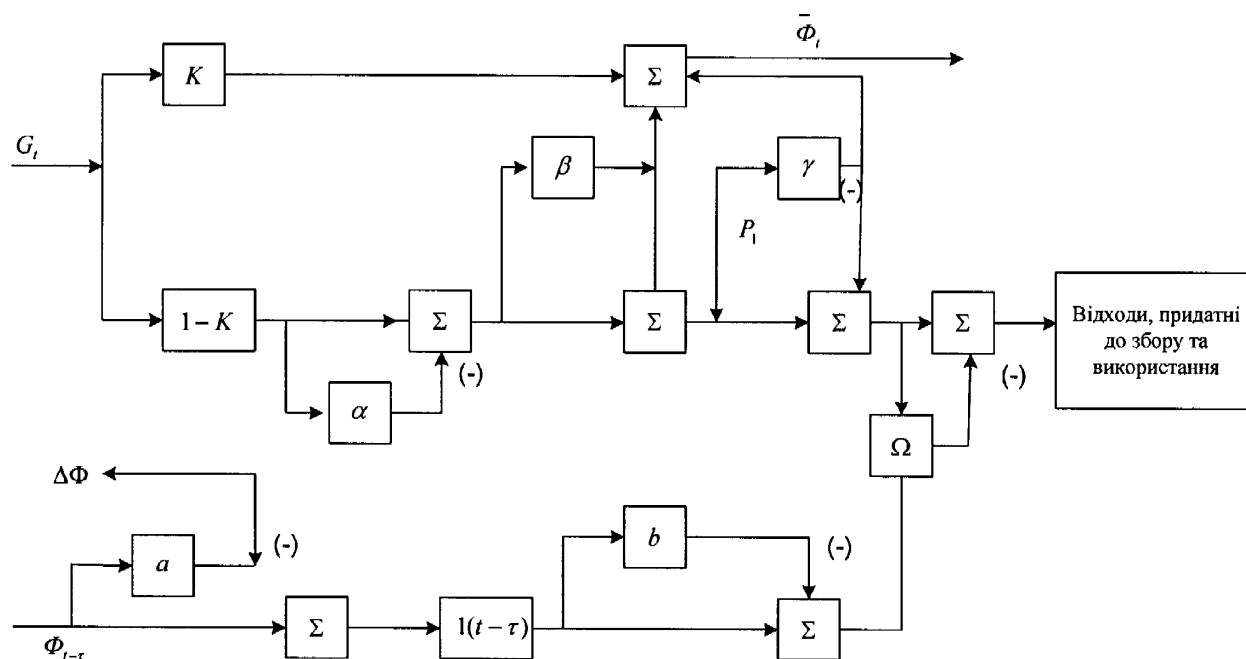 Φ̄ₜ
K
Σ
Gₜ
β
γ
(-)
P₁
1 − K
Σ
Σ
Σ
Σ
Відходи, придатні
до збору та
використання
(-)
(-)
α
Ω
ΔΦ
b
(-)
(-)
a
Σ
1(t − τ)
Σ
Φₜ₋τ